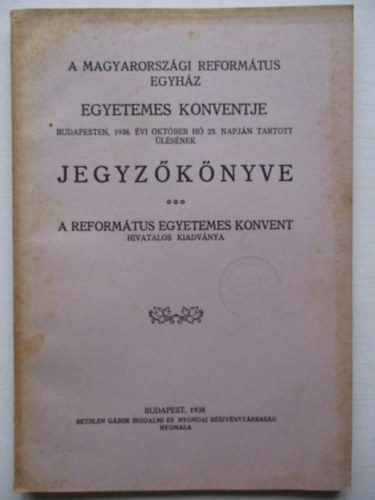 A MAGYARORSZÁGI REFORMÁTUS
EGYHÁZ
EGYETEMES KONVENTJE
BUDAPESTEN, 1938. ÉVI OKTÓBER HÓ 25. NAPJÁN TARTOTT
ÜLÉSÉNEK
JEGYZŐKÖNYVE
A REFORMÁTUS EGYETEMES KONVENT
HIVATALOS KIADVÁNYA
BUDAPEST, 1938
BETHLEN GÁBOR IRODALMI ÉS NYOMDAI RÉSZVÉNYTÁRSASÁG
NYOMÁSA